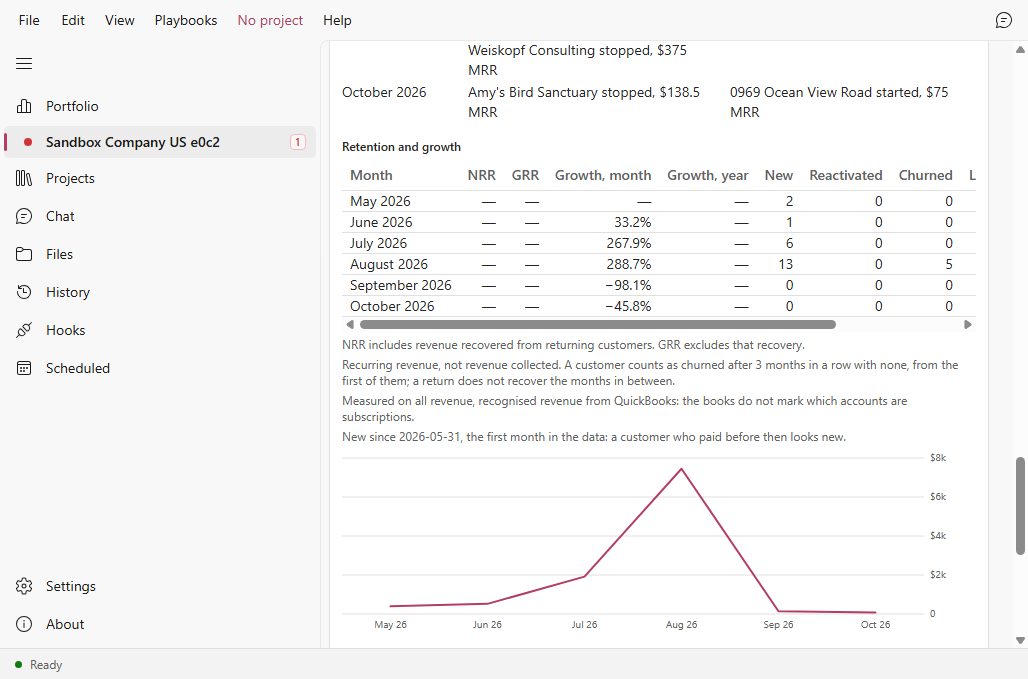 File Edit View Playbooks No project Help
Portfolio
Sandbox Company US e0c2 1
Projects
Chat
Files
History
Hooks
Scheduled
Settings
About
Ready
Weiskopf Consulting stopped, $375
MRR
October 2026 Amy's Bird Sanctuary stopped, $138.5 0969 Ocean View Road started, $75
MRR MRR
Retention and growth
Month NRR GRR Growth, month Growth, year New Reactivated Churned L
May 2026 — — — — 2 0 0
June 2026 — — 33.2% — 1 0 0
July 2026 — — 267.9% — 6 0 0
August 2026 — — 288.7% — 13 0 5
September 2026 — — −98.1% — 0 0 0
October 2026 — — −45.8% — 0 0 0
NRR includes revenue recovered from returning customers. GRR excludes that recovery.
Recurring revenue, not revenue collected. A customer counts as churned after 3 months in a row with none, from the
first of them; a return does not recover the months in between.
Measured on all revenue, recognised revenue from QuickBooks: the books do not mark which accounts are
subscriptions.
New since 2026-05-31, the first month in the data: a customer who paid before then looks new.
$8k
$6k
$4k
$2k
0
May 26 Jun 26 Jul 26 Aug 26 Sep 26 Oct 26